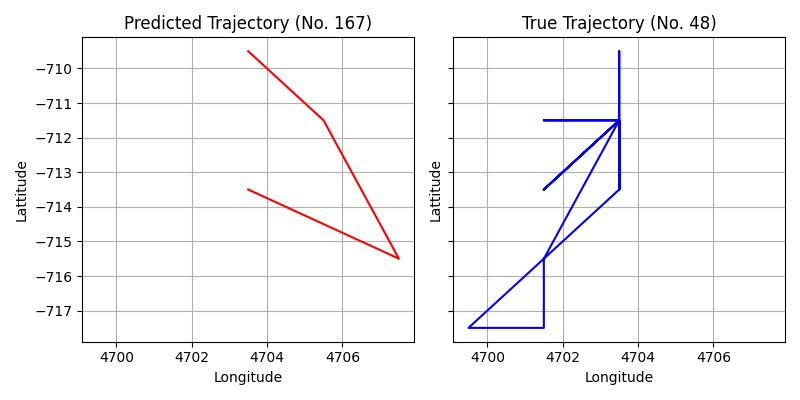 Predicted Trajectory (No. 167)
True Trajectory (No. 48)
Lattitude
−710
−711
−712
−713
−714
−715
−716
−717
4700
4702
4704
4706
Longitude
Lattitude
4700
4702
4704
4706
Longitude